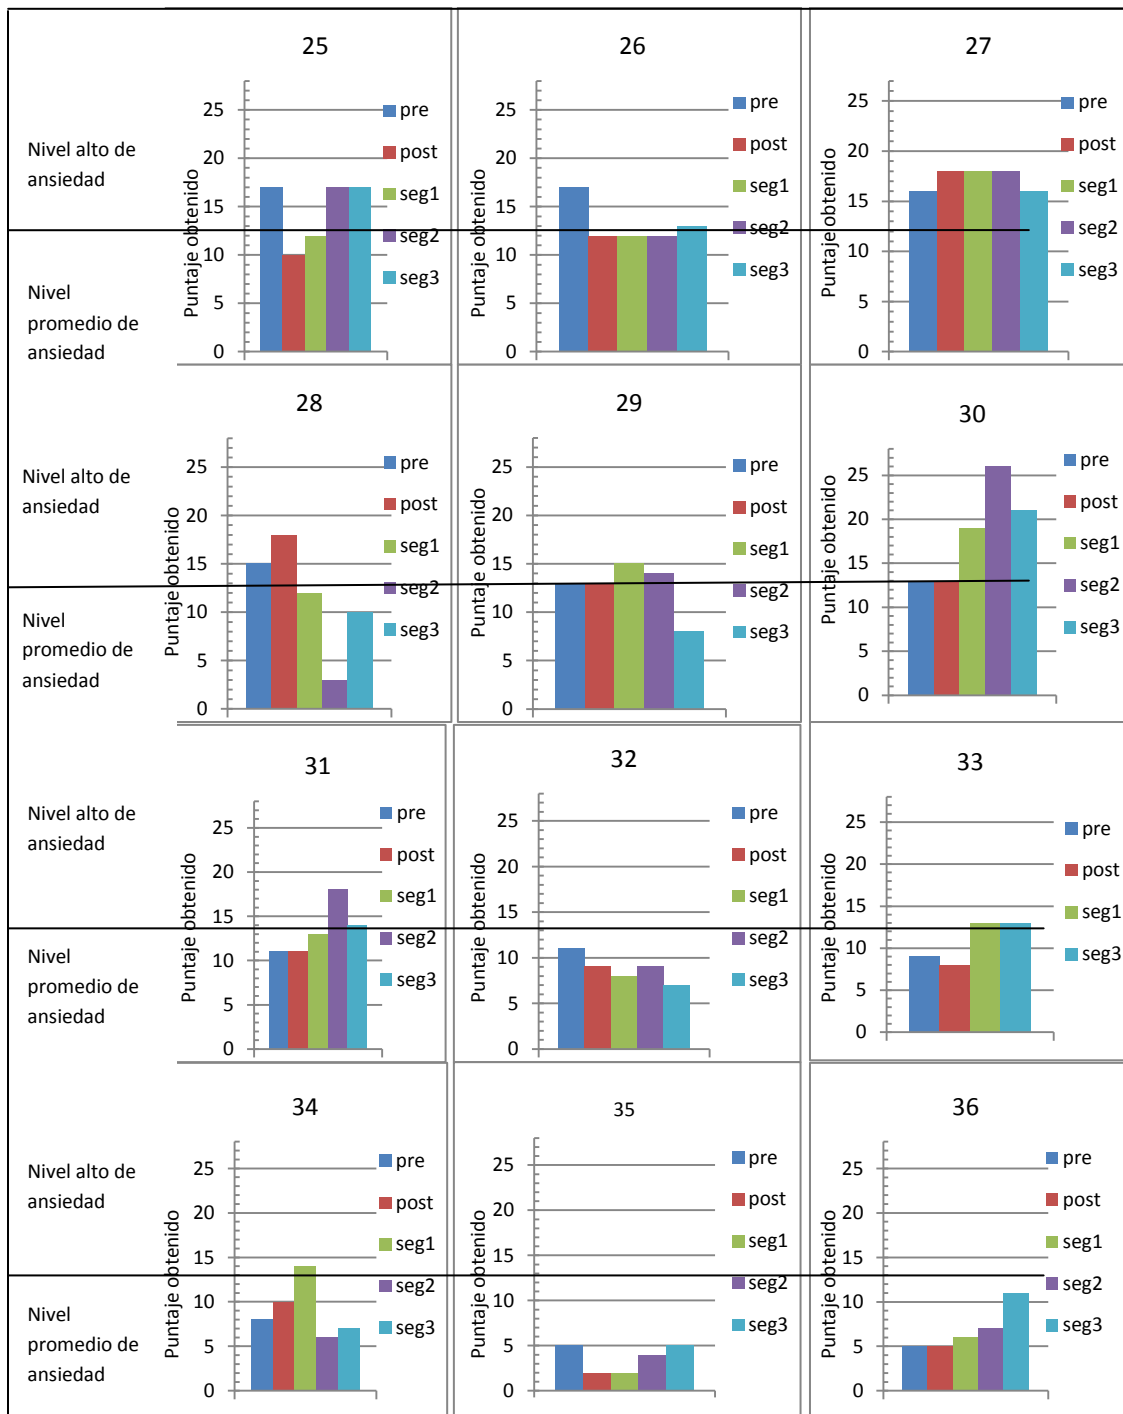 25
26
27
Nivel alto de
ansiedad
Nivel
promedio de
ansiedad
Puntaje obtenido
25
20
15
10
5
0
pre
post
seg1
seg2
seg3
Puntaje obtenido
25
20
15
10
5
0
pre
post
seg1
seg2
seg3
Puntaje obtenido
25
20
15
10
5
0
pre
post
seg1
seg2
seg3
28
29
30
Nivel alto de
ansiedad
Nivel
promedio de
ansiedad
Puntaje obtenido
25
20
15
10
5
0
pre
post
seg1
seg2
seg3
Puntaje obtenido
25
20
15
10
5
0
pre
post
seg1
seg2
seg3
Puntaje obtenido
25
20
15
10
5
0
pre
post
seg1
seg2
seg3
31
32
33
Nivel alto de
ansiedad
Nivel
promedio de
ansiedad
Puntaje obtenido
25
20
15
10
5
0
pre
post
seg1
seg2
seg3
Puntaje obtenido
25
20
15
10
5
0
pre
post
seg1
seg2
seg3
Puntaje obtenido
25
20
15
10
5
0
pre
post
seg1
seg3
34
35
36
Nivel alto de
ansiedad
Nivel
promedio de
ansiedad
Puntaje obtenido
25
20
15
10
5
0
pre
post
seg1
seg2
seg3
Puntaje obtenido
25
20
15
10
5
0
pre
post
seg1
seg2
seg3
Puntaje obtenido
25
20
15
10
5
0
pre
post
seg1
seg2
seg3